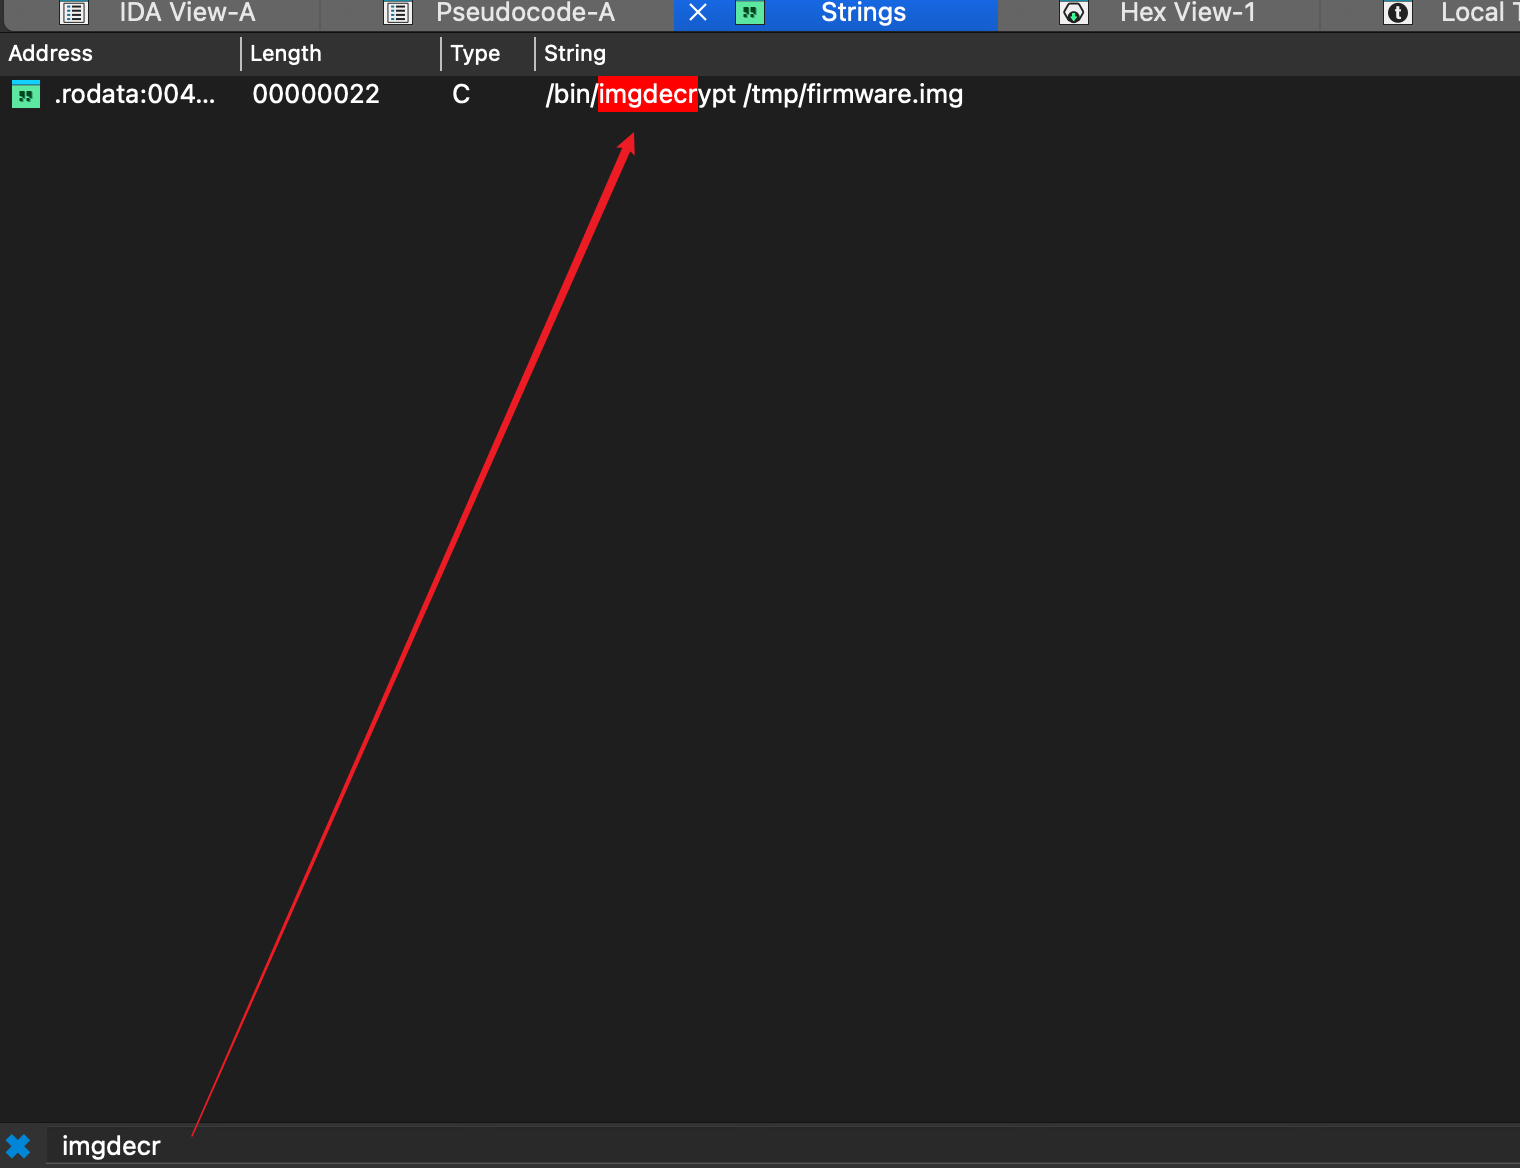 IDA View-A Pseudocode-A Strings Hex View-1 Local
Address Length Type String
.rodata:004... 00000022 C /bin/imgdecrypt /tmp/firmware.img
imgdecr